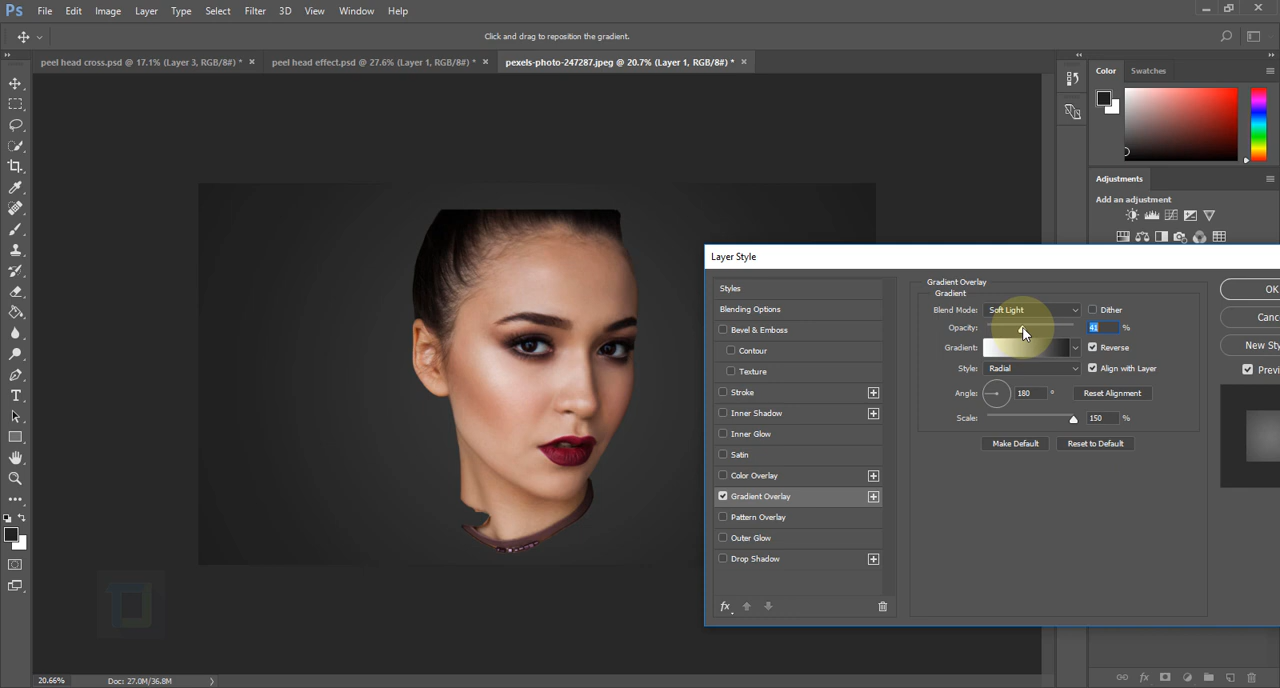 Ps File Edit Image Layer Type Select Filter 3D View Window Help
Click and drag to reposition the gradient.
peel head cross.psd @ 17.1% (Layer 3, RGB/8#) * × peel head effect.psd @ 27.6% (Layer 1, RGB/8#) * × pexels-photo-247287.jpeg @ 20.7% (Layer 1, RGB/8#) * ×
Color Swatches
Adjustments
Add an adjustment
Layer Style
Styles
Blending Options
Bevel & Emboss
Contour
Texture
Stroke
Inner Shadow
Inner Glow
Satin
Color Overlay
Gradient Overlay
Pattern Overlay
Outer Glow
Drop Shadow
fx
Gradient Overlay
Gradient
Blend Mode: Soft Light Dither
Opacity: 41 %
Gradient: Reverse
Style: Radial Align with Layer
Angle: 180 ° Reset Alignment
Scale: 150 %
Make Default Reset to Default
OK
Canc
New Sty
Previ
20.66% Doc: 27.0M/36.8M
fx